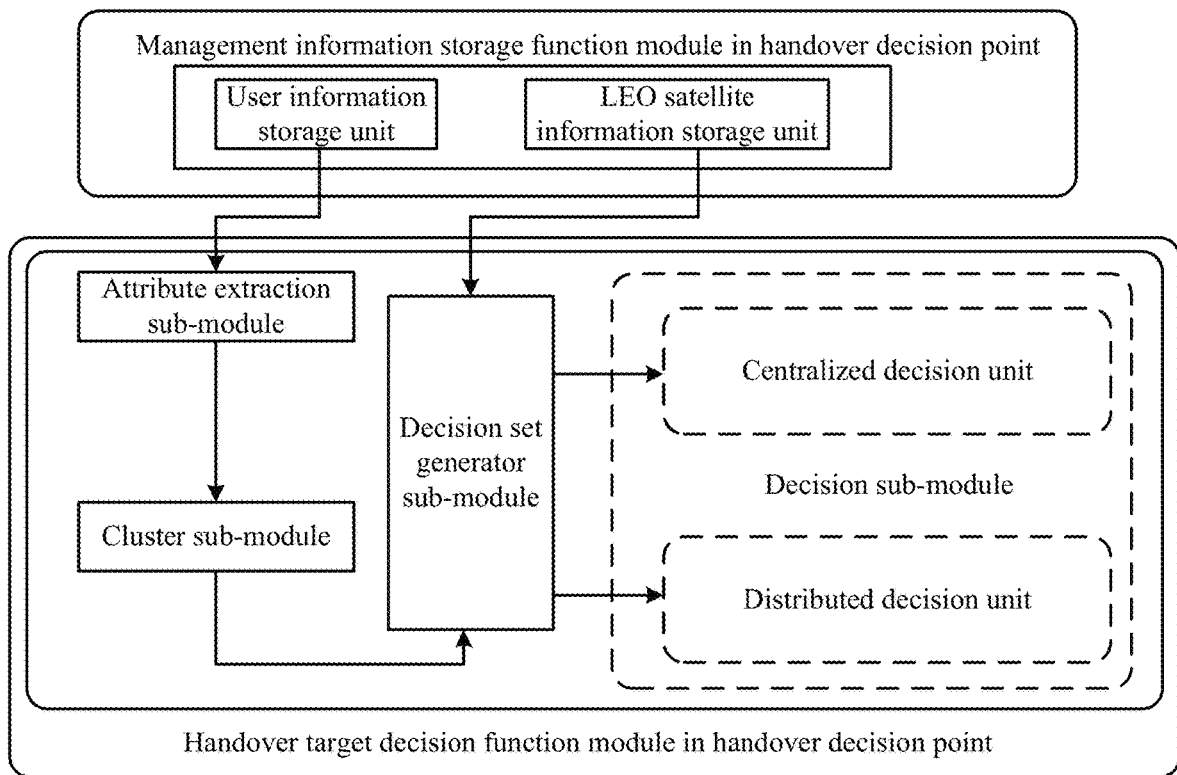 Management information storage function module in handover decision point
User information
storage unit
LEO satellite
information storage unit
Attribute extraction
sub-module
Cluster sub-module
Decision set
generator
sub-module
Centralized decision unit
Decision sub-module
Distributed decision unit
Handover target decision function module in handover decision point